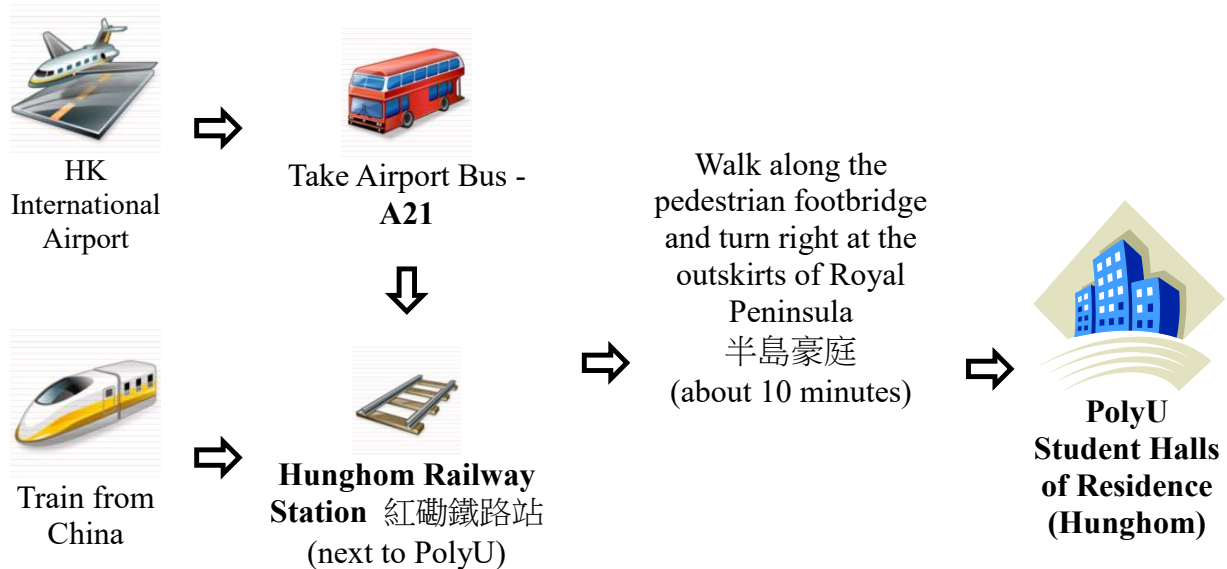 HK
International
Airport
Take Airport Bus -
A21
Train from
China
Hunghom Railway
Station 紅磡鐵路站
(next to PolyU)
Walk along the
pedestrian footbridge
and turn right at the
outskirts of Royal
Peninsula
半島豪庭
(about 10 minutes)
PolyU
Student Halls
of Residence
(Hunghom)